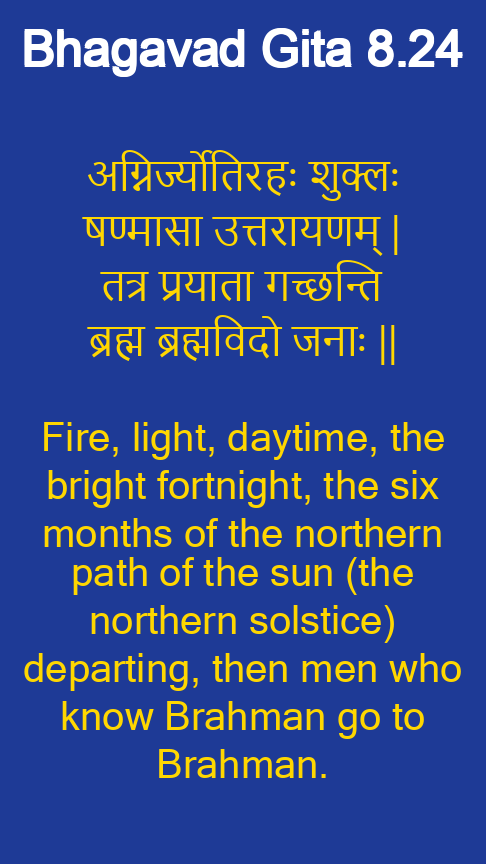 Bhagavad Gita 8.24
अग्निर्ज्योतिरहः शुक्लः
षण्मासा उत्तरायणम् |
तत्र प्रयाता गच्छन्ति
ब्रह्म ब्रह्मविदो जनाः ||
Fire, light, daytime, the
bright fortnight, the six
months of the northern
path of the sun (the
northern solstice)
departing, then men who
know Brahman go to
Brahman.